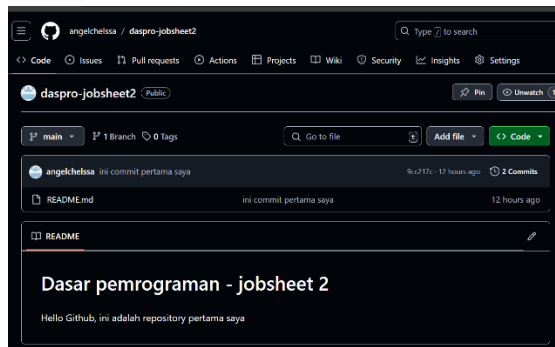 angelchelssa / daspro-jobsheet2
Type / to search
Code Issues Pull requests Actions Projects Wiki Security Insights Settings
daspro-jobsheet2 Public Pin Unwatch 1
main 1 Branch 0 Tags Go to file t Add file Code
angelchelssa ini commit pertama saya 9cc217c · 12 hours ago 2 Commits
README.md ini commit pertama saya 12 hours ago
README
Dasar pemrograman - jobsheet 2
Hello Github, ini adalah repository pertama saya